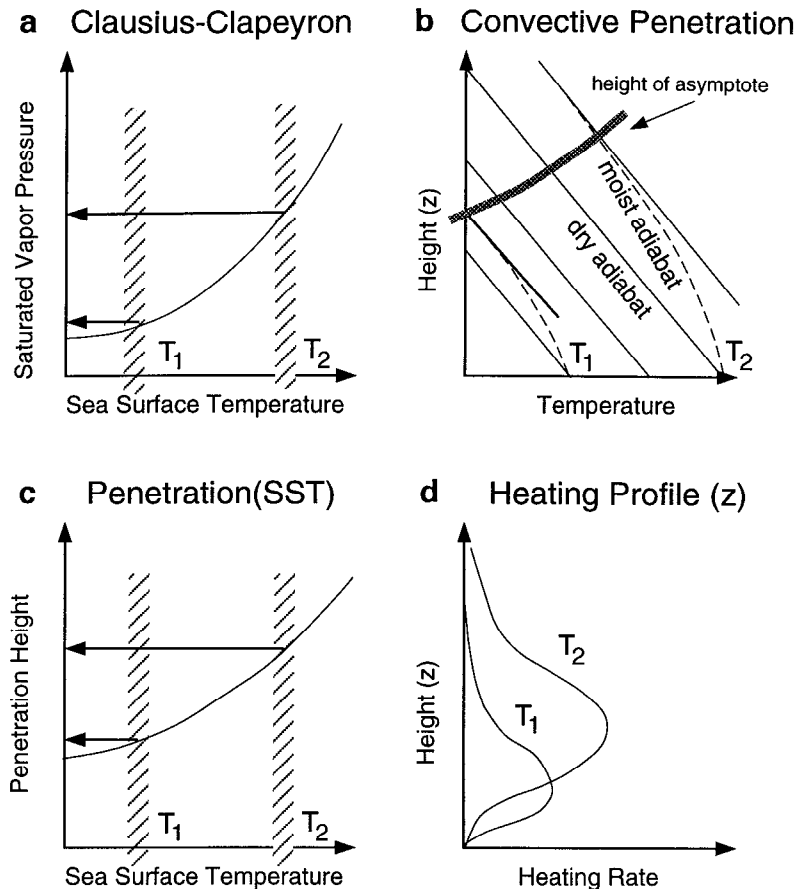 a Clausius-Clapeyron
Saturated Vapor Pressure
T1
T2
Sea Surface Temperature
b Convective Penetration
height of asymptote
Height (z)
moist adiabat
dry adiabat
T1
T2
Temperature
c Penetration(SST)
Penetration Height
T1
T2
Sea Surface Temperature
d Heating Profile (z)
Height (z)
T2
T1
Heating Rate